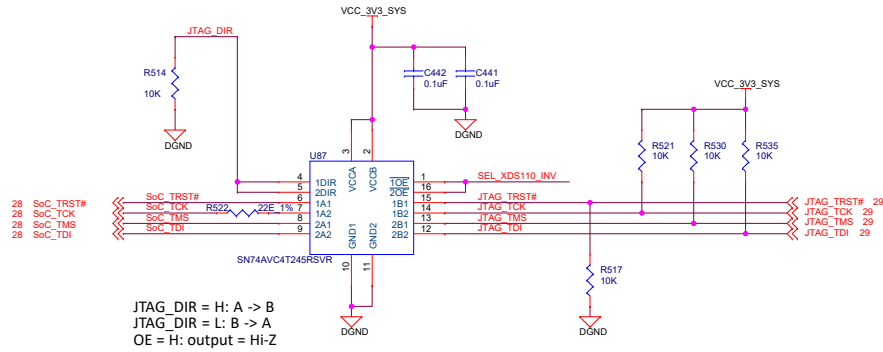 VCC_3V3_SYS
JTAG_DIR
R514
10K
DGND
C442
0.1uF
C441
0.1uF
DGND
VCC_3V3_SYS
R521
10K
R530
10K
R535
10K
U87
3
2
VCCA
VCCB
4 1DIR
5 2DIR
6 1A1
7 1A2
8 2A1
9 2A2
1OE 1
2OE 16
1B1 15
1B2 14
2B1 13
2B2 12
GND1
GND2
10
11
SN74AVC4T245RSVR
SEL_XDS110_INV
28 SoC_TRST# SoC_TRST#
28 SoC_TCK SoC_TCK
R522 22E_1%
28 SoC_TMS SoC_TMS
28 SoC_TDI SoC_TDI
JTAG_TRST# JTAG_TRST# 29
JTAG_TCK JTAG_TCK 29
JTAG_TMS JTAG_TMS 29
JTAG_TDI JTAG_TDI 29
R517
10K
DGND
DGND
JTAG_DIR = H: A -> B
JTAG_DIR = L: B -> A
OE = H: output = Hi-Z